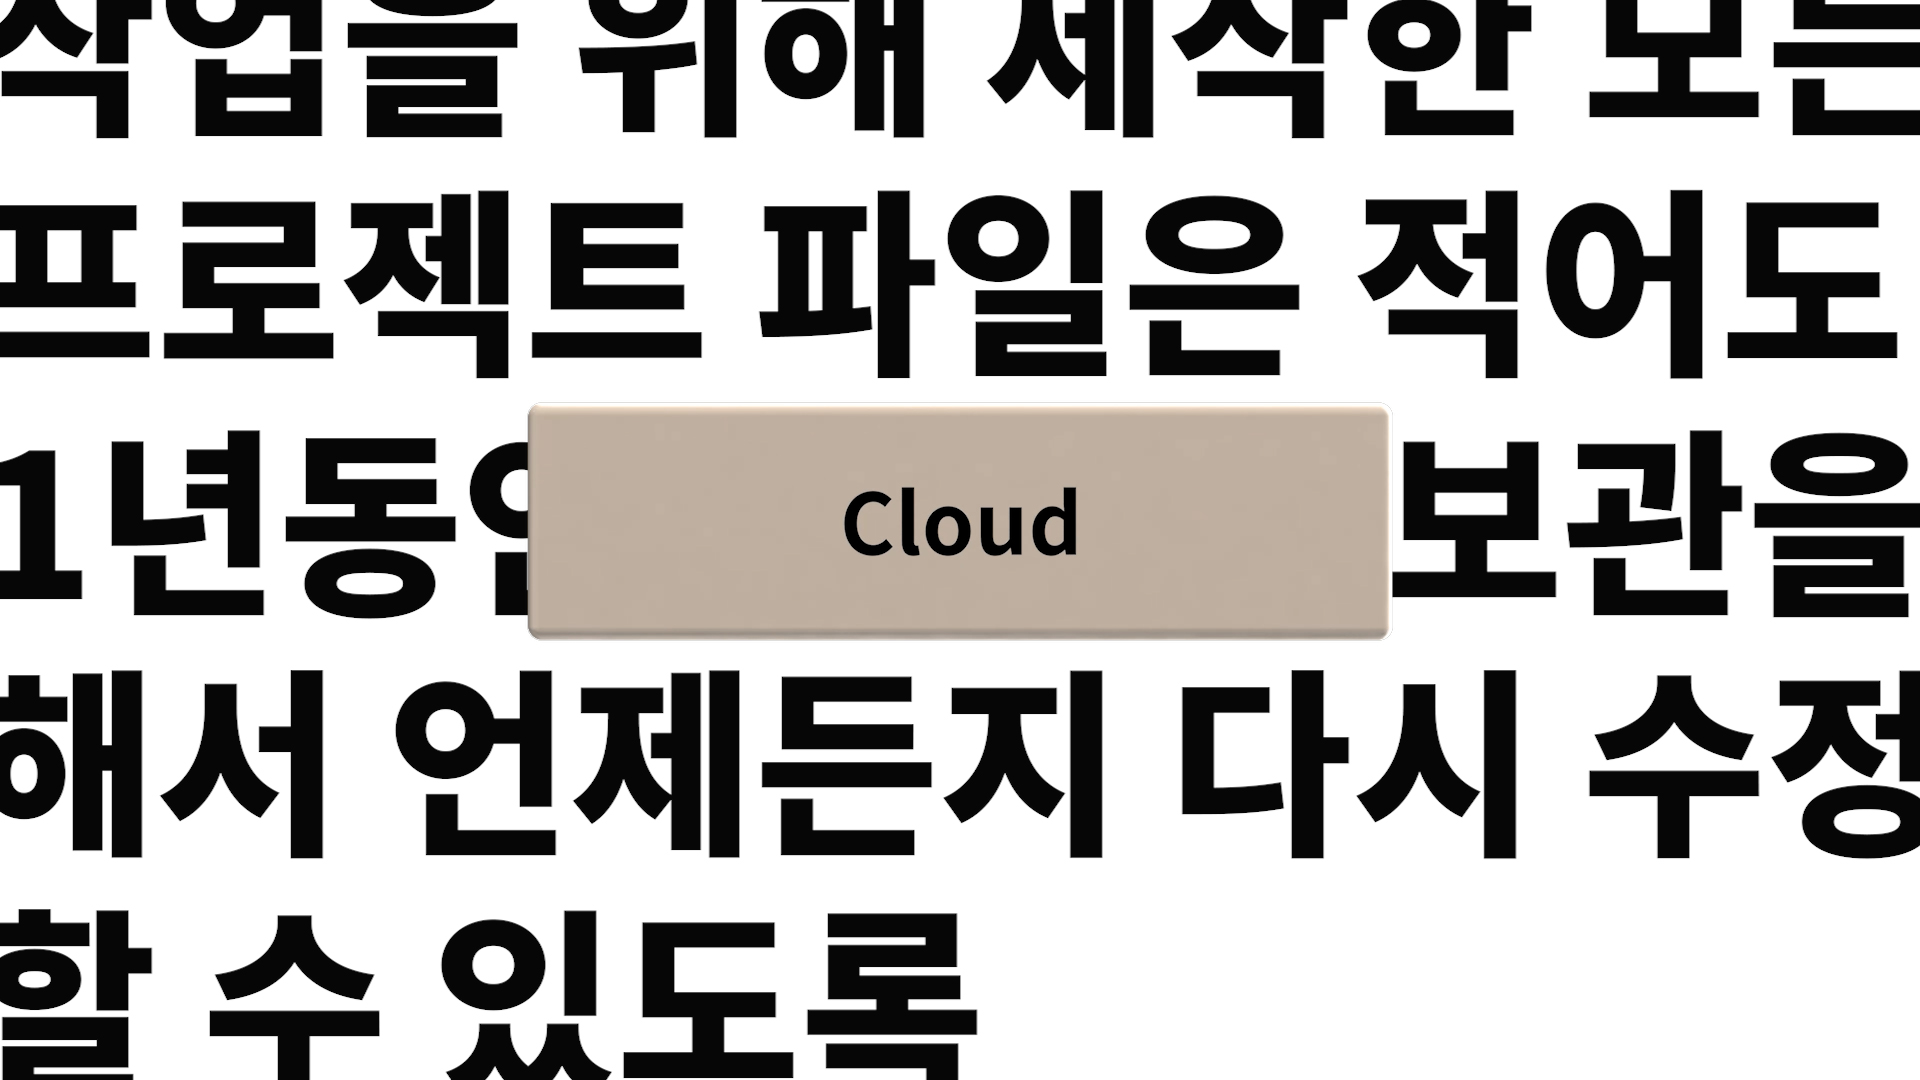 작업을 위해 제작한 모든
프로젝트 파일은 적어도
1년동안 보관을
Cloud
해서 언제든지 다시 수정
할 수 있도록